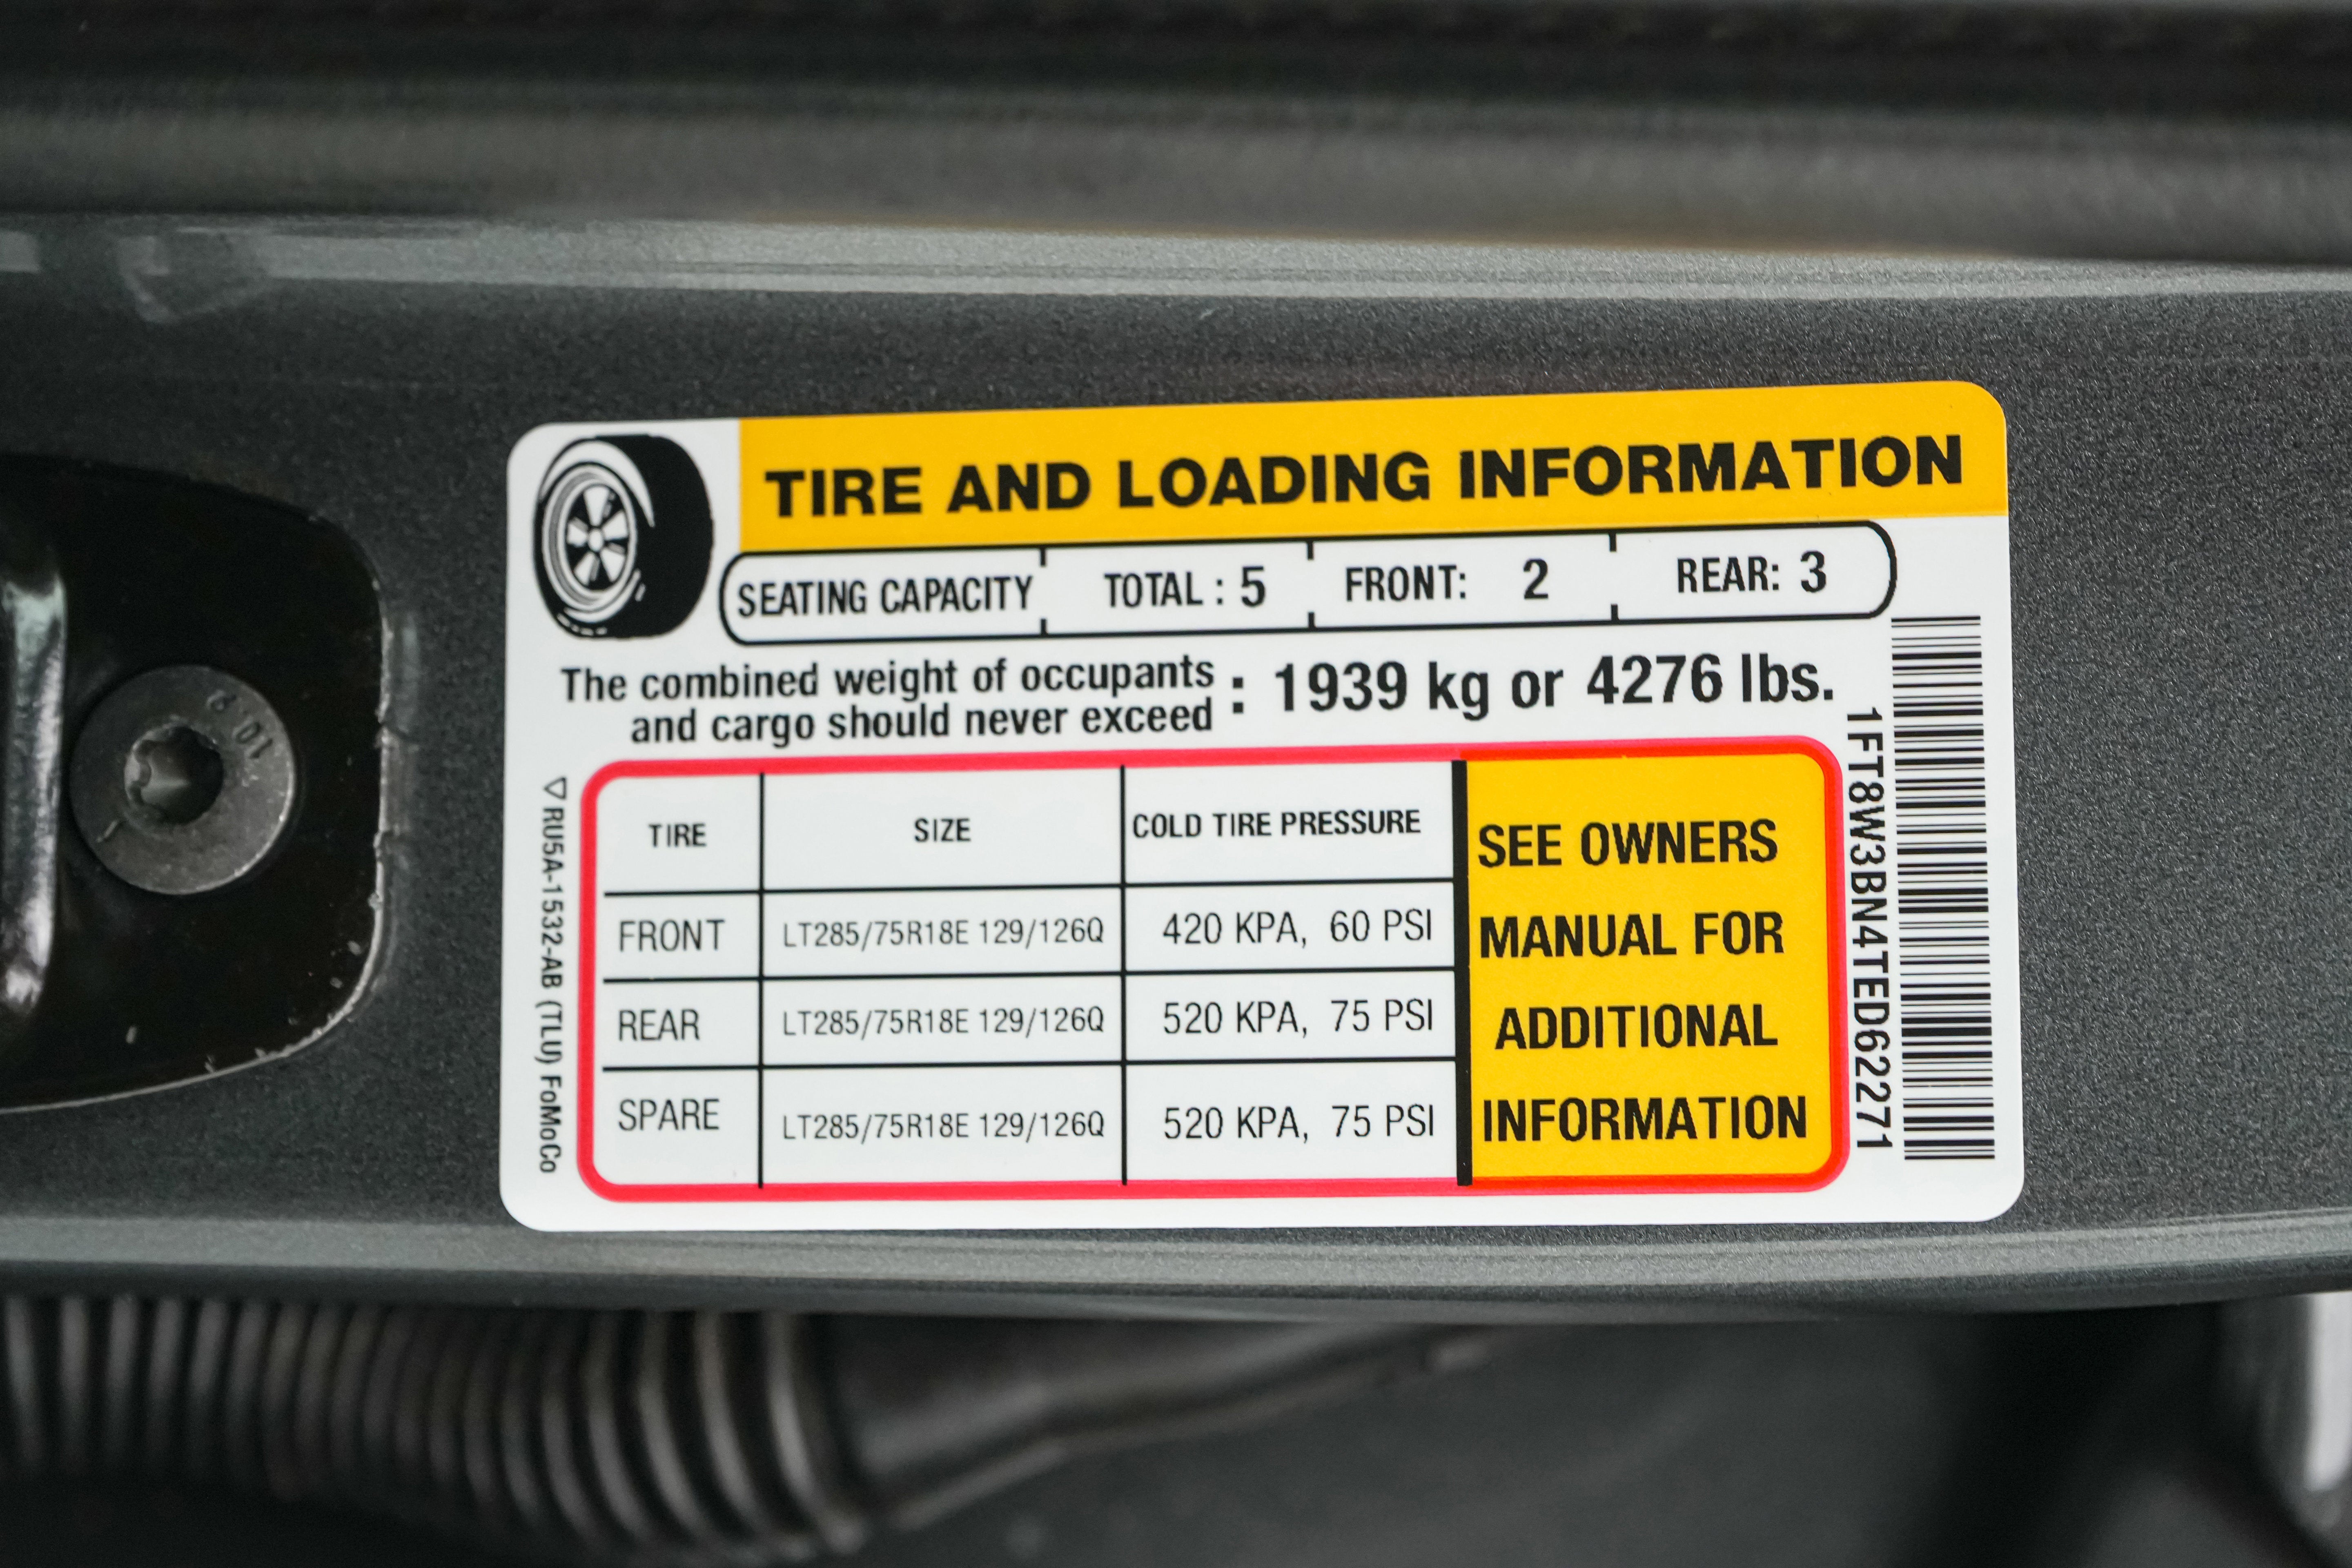 TIRE AND LOADING INFORMATION
SEATING CAPACITY TOTAL : 5 FRONT: 2 REAR: 3
The combined weight of occupants
and cargo should never exceed : 1939 kg or 4276 lbs.
TIRE SIZE COLD TIRE PRESSURE
FRONT LT285/75R18E 129/126Q 420 KPA, 60 PSI
REAR LT285/75R18E 129/126Q 520 KPA, 75 PSI
SPARE LT285/75R18E 129/126Q 520 KPA, 75 PSI
SEE OWNERS
MANUAL FOR
ADDITIONAL
INFORMATION
1FT8W3BN4TED62271
RU5A-1532-AB (TLU) FoMoCo
10.9